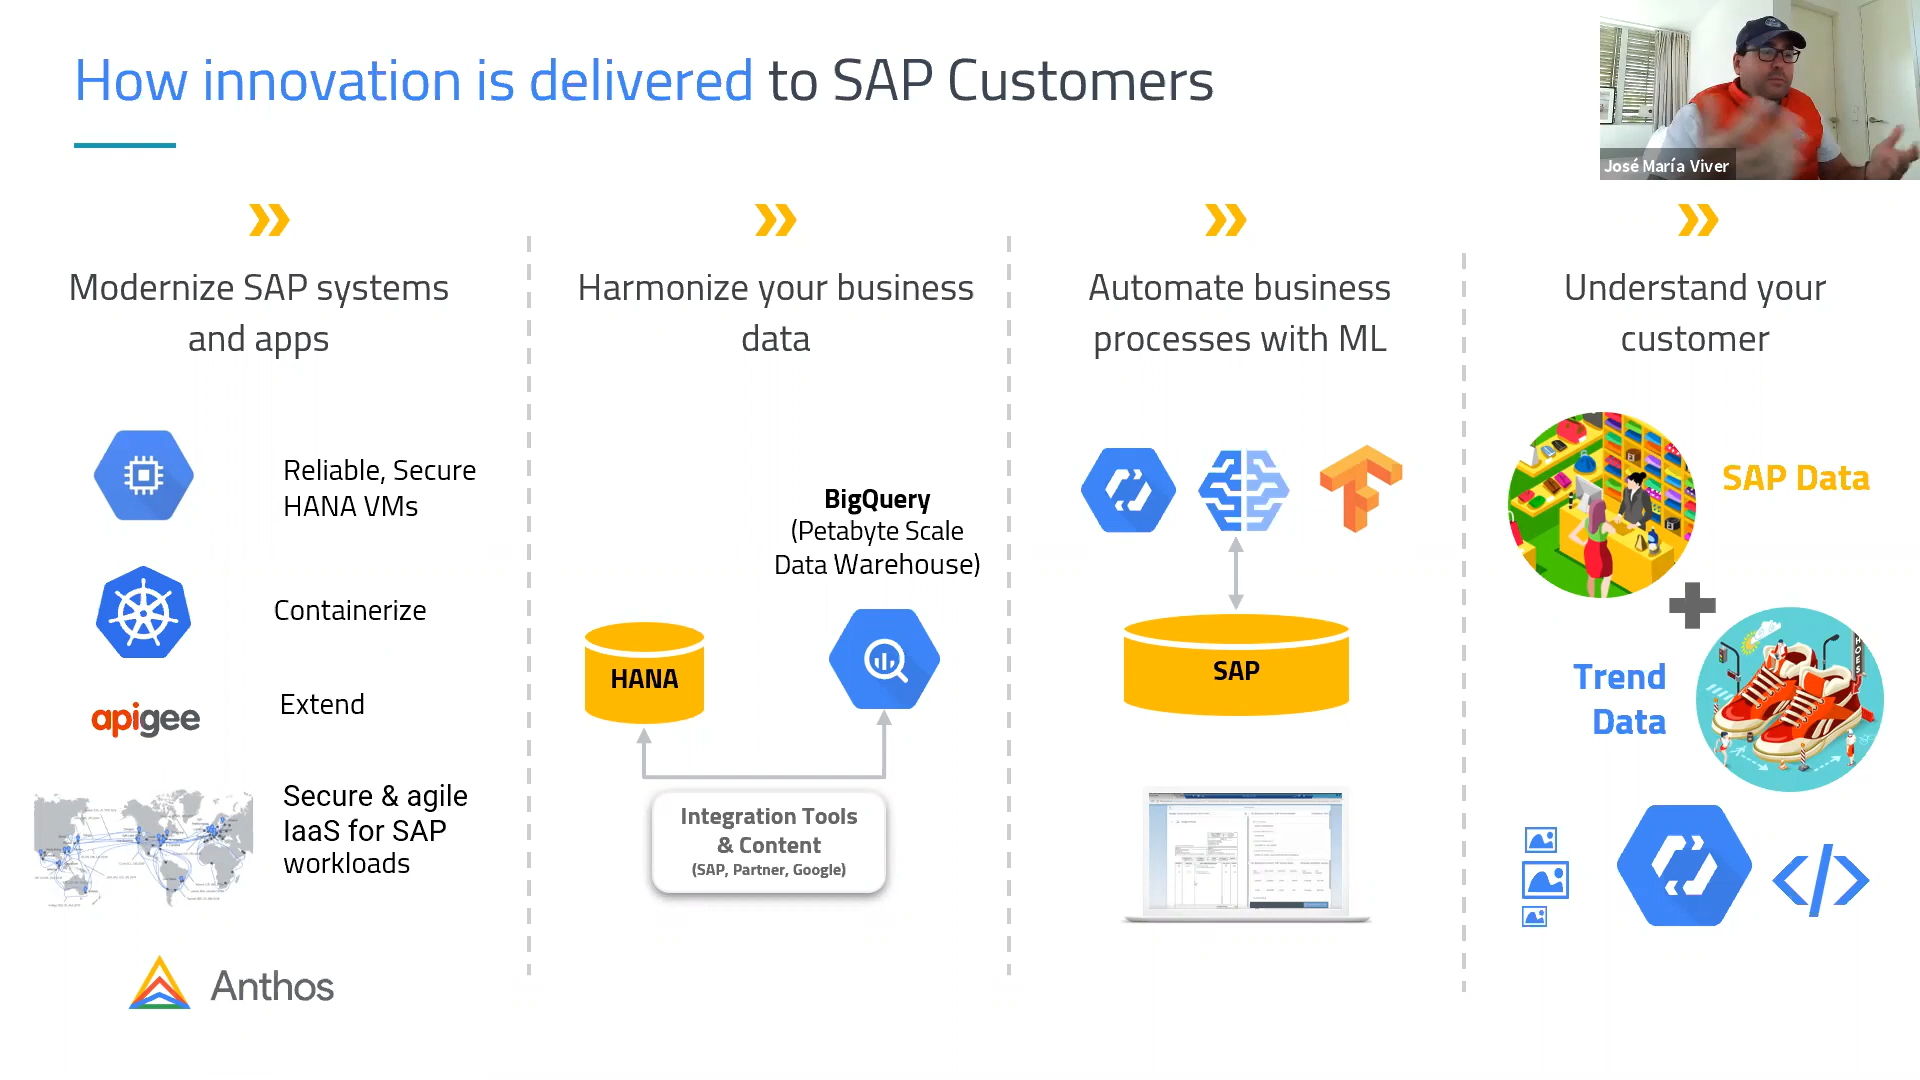 How innovation is delivered to SAP Customers
José María Viver
Modernize SAP systems
and apps
Reliable, Secure
HANA VMs
Containerize
apigee
Extend
Secure & agile
IaaS for SAP
workloads
Anthos
Harmonize your business
data
BigQuery
(Petabyte Scale
Data Warehouse)
HANA
Integration Tools
& Content
(SAP, Partner, Google)
Automate business
processes with ML
SAP
Understand your
customer
SAP Data
Trend
Data
HOES